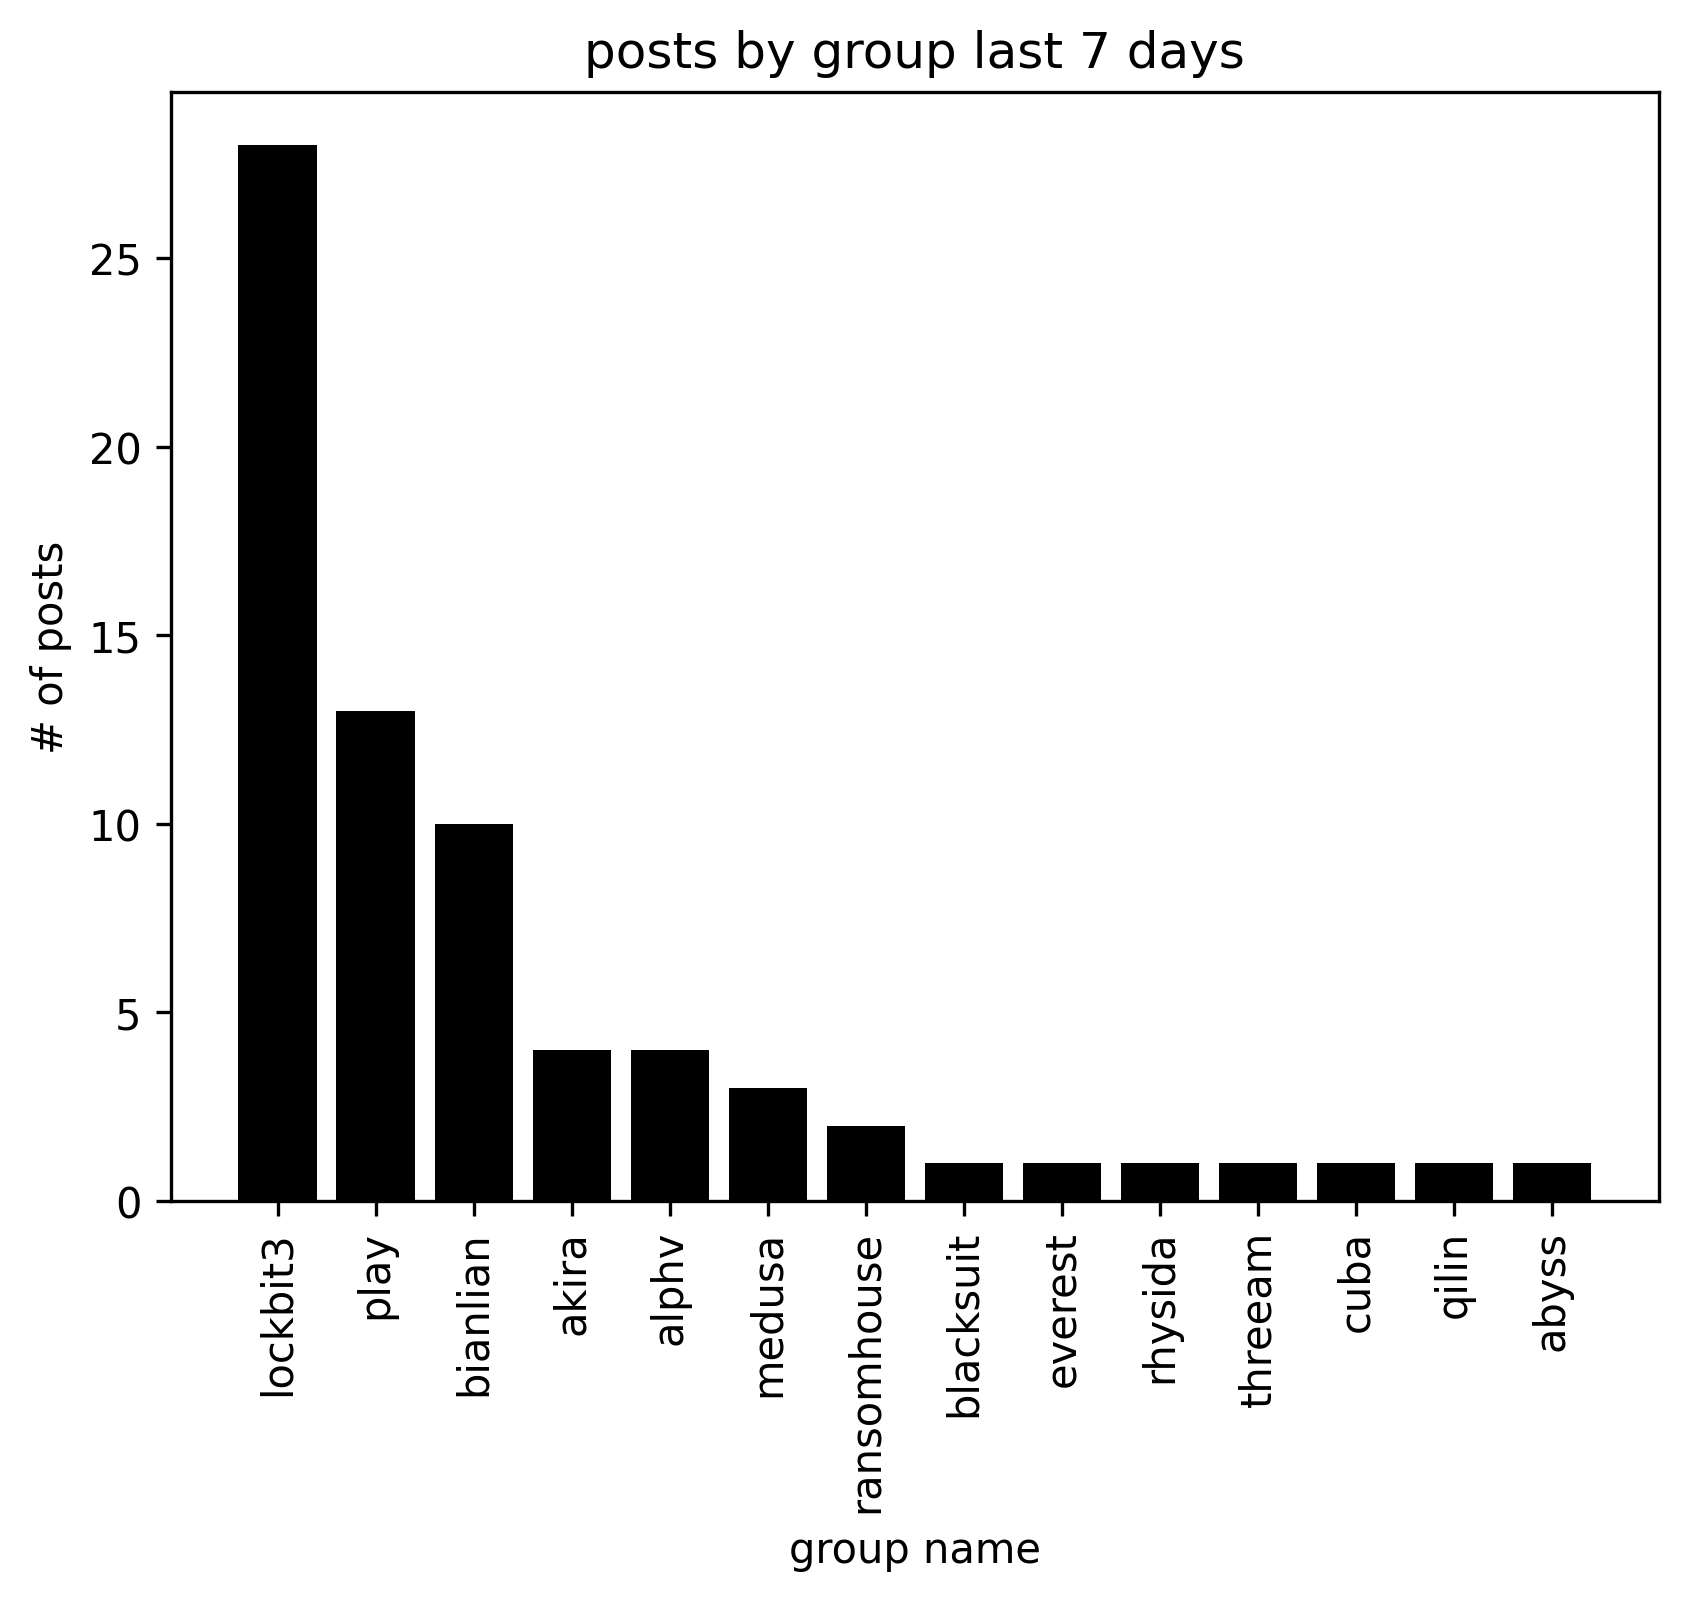 posts by group last 7 days
# of posts
25
20
15
10
5
0
lockbit3
play
bianlian
akira
alphv
medusa
ransomhouse
blacksuit
everest
rhysida
threeam
cuba
qilin
abyss
group name